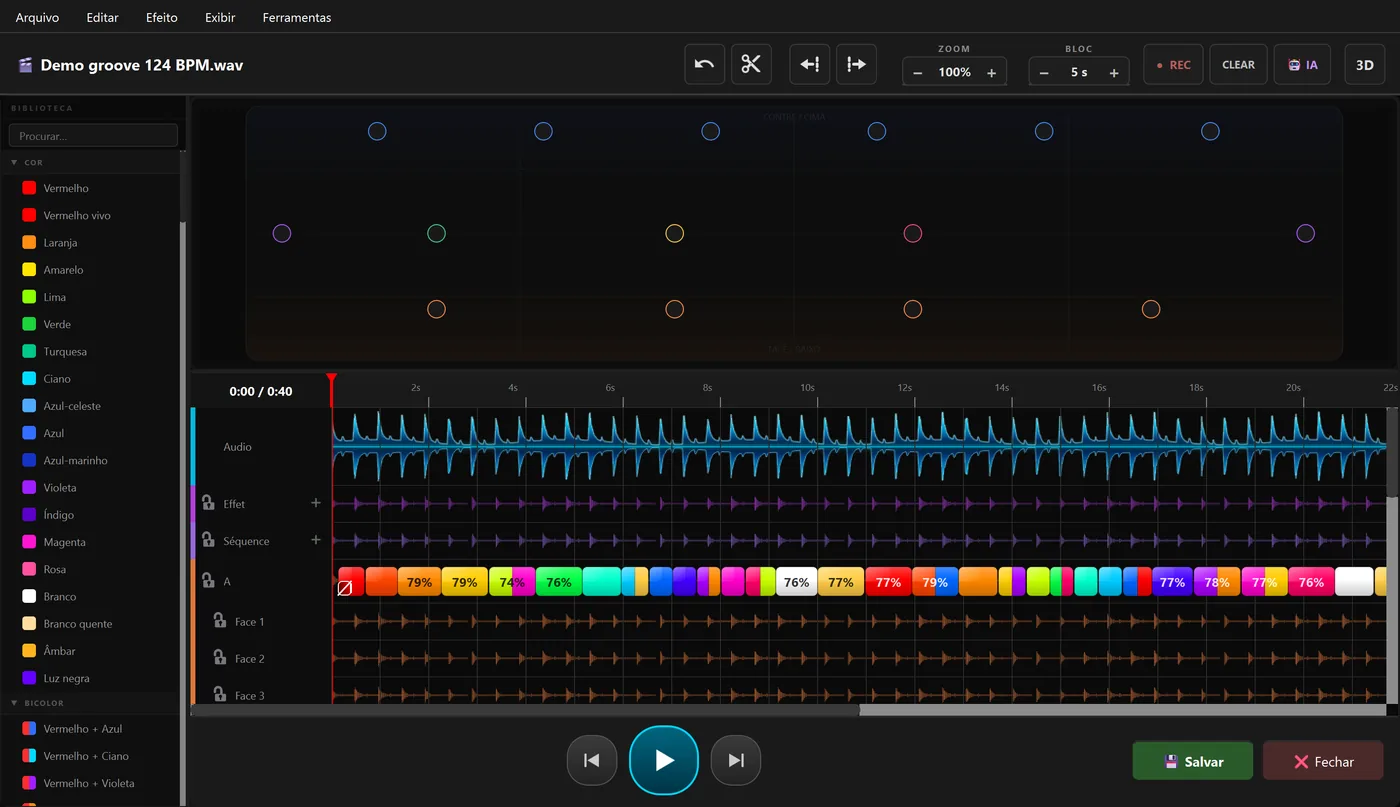 Arquivo Editar Efeito Exibir Ferramentas
Demo groove 124 BPM.wav
ZOOM
− 100% +
BLOC
− 5 s +
REC
CLEAR
IA
3D
BIBLIOTECA
Procurar...
COR
Vermelho
Vermelho vivo
Laranja
Amarelo
Lima
Verde
Turquesa
Ciano
Azul-celeste
Azul
Azul-marinho
Violeta
Índigo
Magenta
Rosa
Branco
Branco quente
Âmbar
Luz negra
BICOLOR
Vermelho + Azul
Vermelho + Ciano
Vermelho + Violeta
0:00 / 0:40
2s 4s 6s 8s 10s 12s 14s 16s 18s 20s 22s
Audio
Effet +
Séquence +
A
79% 79% 74% 76% 76% 77% 77% 79% 77% 78% 77% 76%
Face 1
Face 2
Face 3
Salvar
Fechar